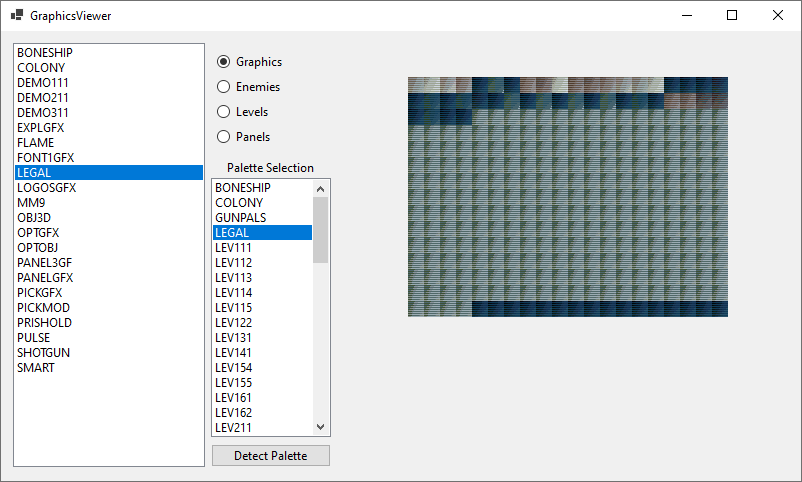 GraphicsViewer
BONESHIP
COLONY
DEMO111
DEMO211
DEMO311
EXPLGFX
FLAME
FONT1GFX
LEGAL
LOGOSGFX
MM9
OBJ3D
OPTGFX
OPTOBJ
PANEL3GF
PANELGFX
PICKGFX
PICKMOD
PRISHOLD
PULSE
SHOTGUN
SMART
Graphics
Enemies
Levels
Panels
Palette Selection
BONESHIP
COLONY
GUNPALS
LEGAL
LEV111
LEV112
LEV113
LEV114
LEV115
LEV122
LEV131
LEV141
LEV154
LEV155
LEV161
LEV162
LEV211
Detect Palette